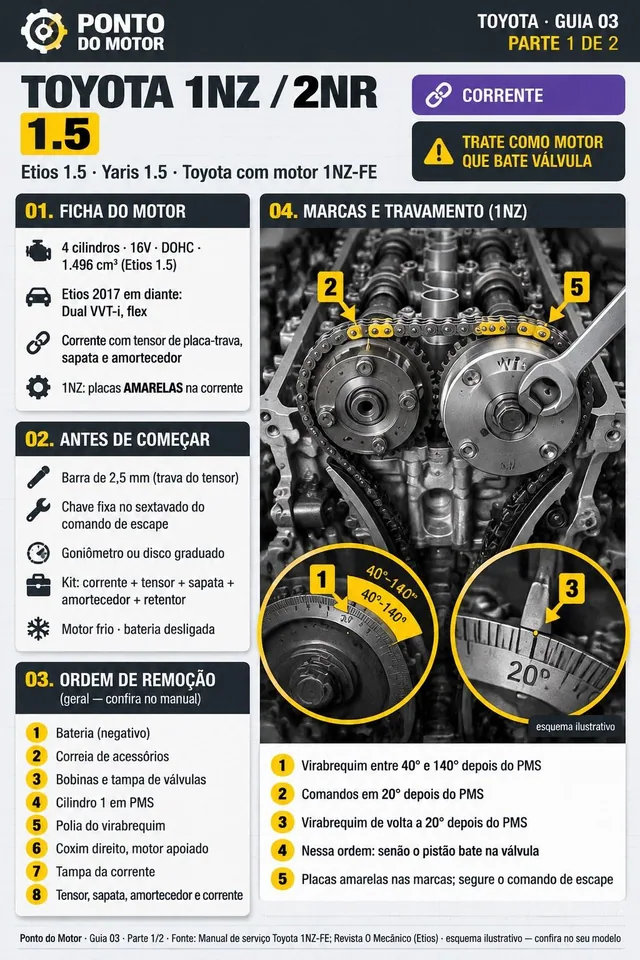 PONTO
DO MOTOR
TOYOTA · GUIA 03
PARTE 1 DE 2
TOYOTA 1NZ / 2NR
1.5
Etios 1.5 · Yaris 1.5 · Toyota com motor 1NZ-FE
CORRENTE
TRATE COMO MOTOR
QUE BATE VÁLVULA
01. FICHA DO MOTOR
4 cilindros · 16V · DOHC ·
1.496 cm³ (Etios 1.5)
Etios 2017 em diante:
Dual VVT-i, flex
Corrente com tensor de placa-trava,
sapata e amortecedor
1NZ: placas AMARELAS na corrente
02. ANTES DE COMEÇAR
Barra de 2,5 mm (trava do tensor)
Chave fixa no sextavado do
comando de escape
Goniômetro ou disco graduado
Kit: corrente + tensor + sapata +
amortecedor + retentor
Motor frio · bateria desligada
03. ORDEM DE REMOÇÃO
(geral — confira no manual)
1 Bateria (negativo)
2 Correia de acessórios
3 Bobinas e tampa de válvulas
4 Cilindro 1 em PMS
5 Polia do virabrequim
6 Coxim direito, motor apoiado
7 Tampa da corrente
8 Tensor, sapata, amortecedor e corrente
04. MARCAS E TRAVAMENTO (1NZ)
2
5
1
40°-140°
40°-140°
3
20°
esquema ilustrativo
1 Virabrequim entre 40° e 140° depois do PMS
2 Comandos em 20° depois do PMS
3 Virabrequim de volta a 20° depois do PMS
4 Nessa ordem: senão o pistão bate na válvula
5 Placas amarelas nas marcas; segure o comando de escape
Ponto do Motor · Guia 03 · Parte 1/2 · Fonte: Manual de serviço Toyota 1NZ-FE; Revista O Mecânico (Etios) · esquema ilustrativo — confira no seu modelo